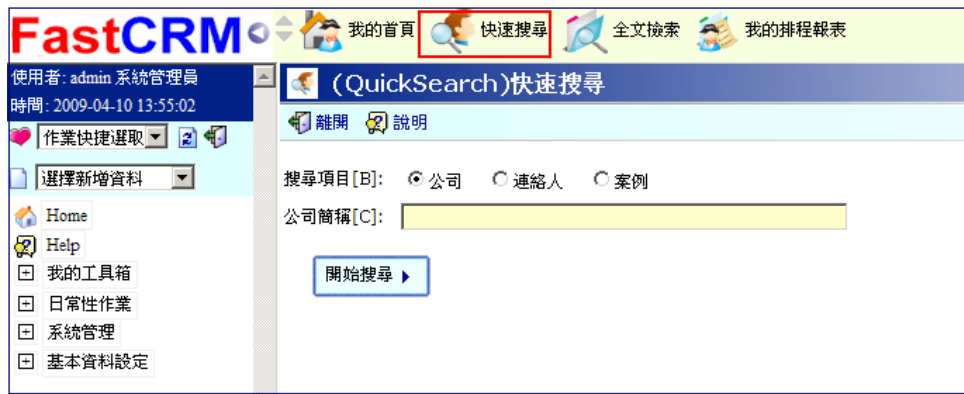 FastCRM
我的首頁 快速搜尋 全文檢索 我的排程報表
使用者: admin 系統管理員
時間: 2009-04-10 13:55:02
作業快捷選取
選擇新增資料
Home
Help
我的工具箱
日常性作業
系統管理
基本資料設定
(QuickSearch)快速搜尋
離開 說明
搜尋項目[B]: 公司 連絡人 案例
公司簡稱[C]:
開始搜尋